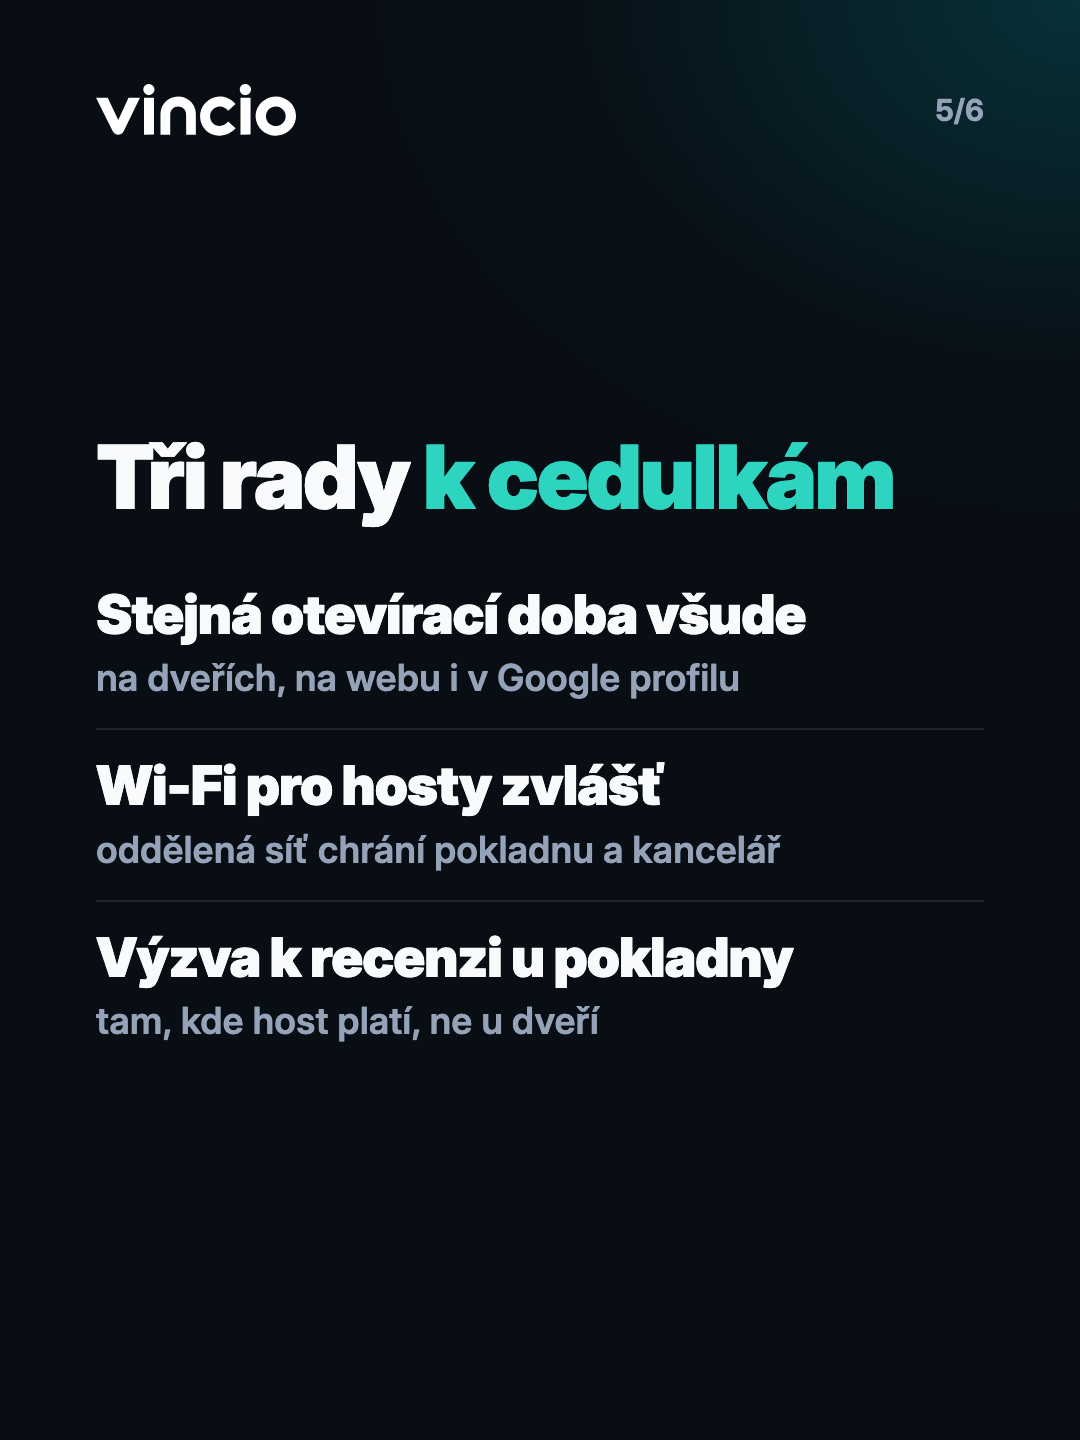 vincio
5/6
Tři rady k cedulkám
Stejná otevírací doba všude
na dveřích, na webu i v Google profilu
Wi-Fi pro hosty zvlášť
oddělená síť chrání pokladnu a kancelář
Výzva k recenzi u pokladny
tam, kde host platí, ne u dveří